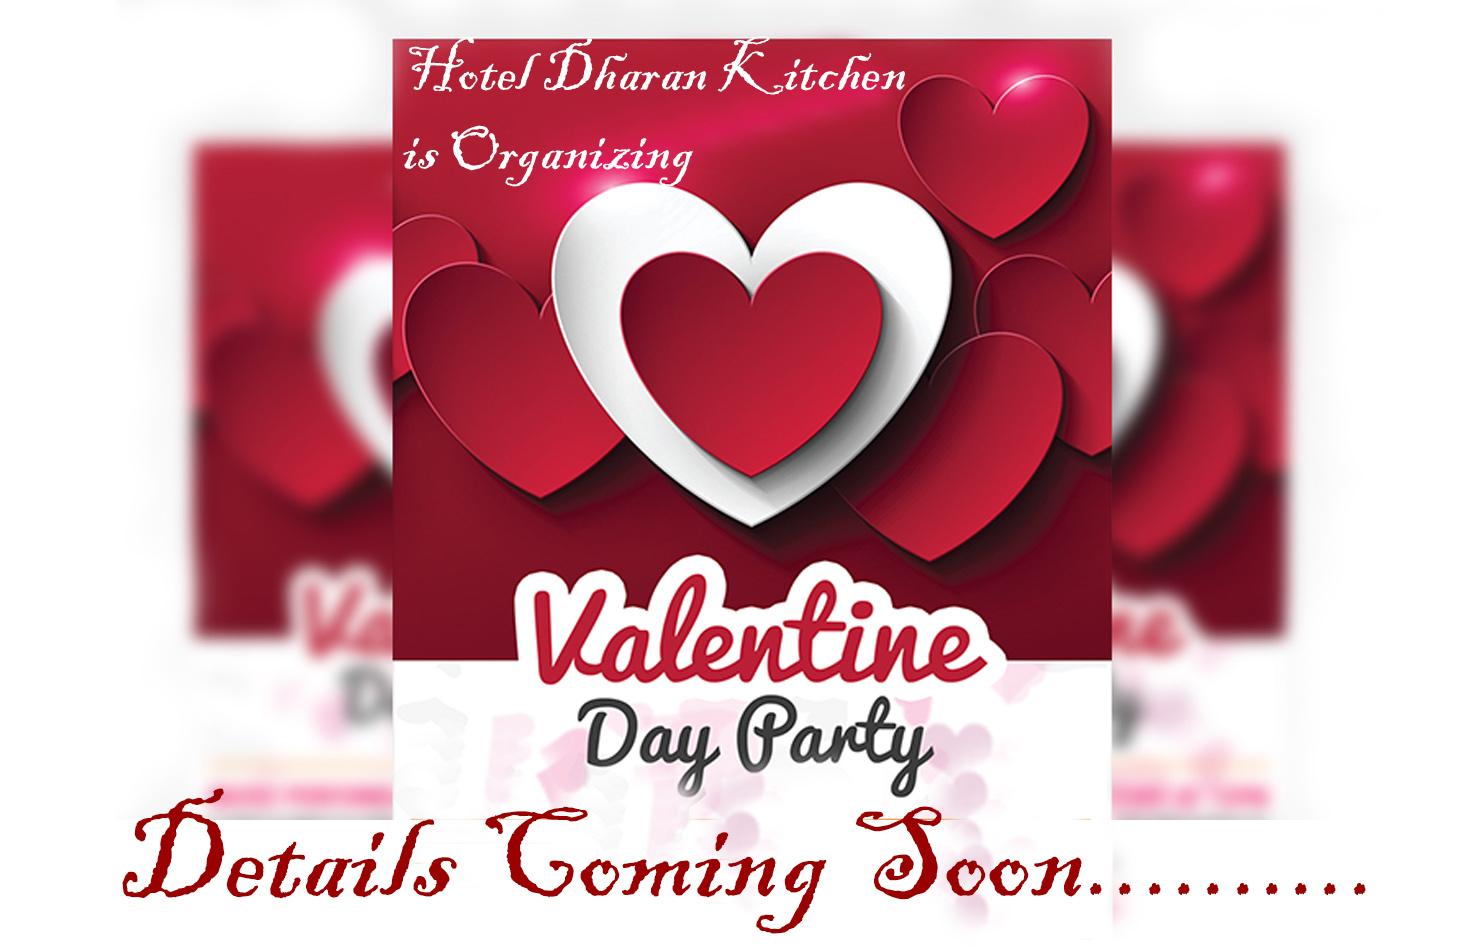 Hotel Dharan Kitchen
is Organizing
Valentine
Day Party
Details Coming Soon..........